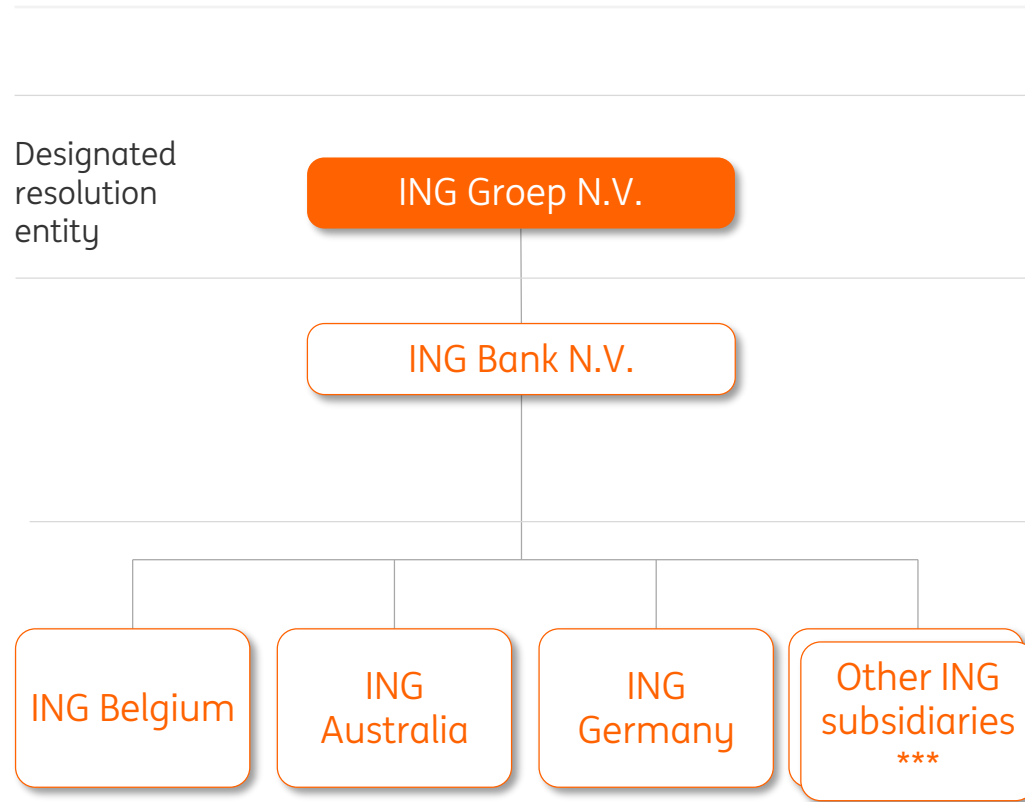 Designated
resolution
entity
ING Groep N.V.
ING Bank N.V.
ING Belgium
ING
Australia
ING
Germany
Other ING
subsidiaries
***